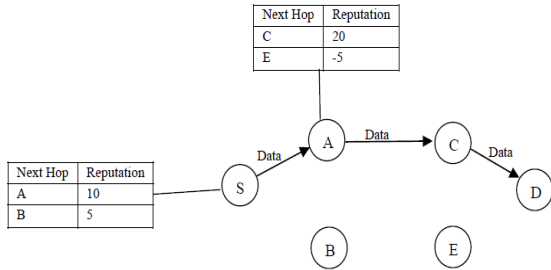 Next Hop Reputation
C 20
E -5
A
Data
C
Data
Data
Next Hop Reputation
A 10
B 5
S
D
B
E